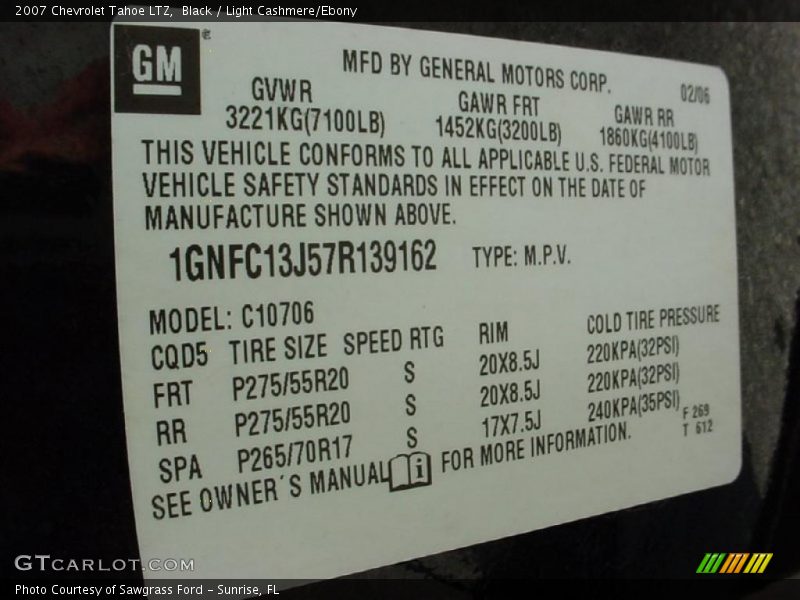 2007 Chevrolet Tahoe LTZ,  Black / Light Cashmere/Ebony
GM
®
MFD BY GENERAL MOTORS CORP.
02/06
GVWR GAWR FRT GAWR RR
3221KG(7100LB) 1452KG(3200LB) 1860KG(4100LB)
THIS VEHICLE CONFORMS TO ALL APPLICABLE U.S. FEDERAL MOTOR
VEHICLE SAFETY STANDARDS IN EFFECT ON THE DATE OF
MANUFACTURE SHOWN ABOVE.
1GNFC13J57R139162 TYPE: M.P.V.
MODEL: C10706
CQD5 TIRE SIZE SPEED RTG RIM COLD TIRE PRESSURE
FRT P275/55R20 S 20X8.5J 220KPA(32PSI)
RR P275/55R20 S 20X8.5J 220KPA(32PSI)
SPA P265/70R17 S 17X7.5J 240KPA(35PSI)
F 269
T 612
SEE OWNER'S MANUAL FOR MORE INFORMATION.
GTCARLOT.COM
Photo Courtesy of Sawgrass Ford - Sunrise, FL